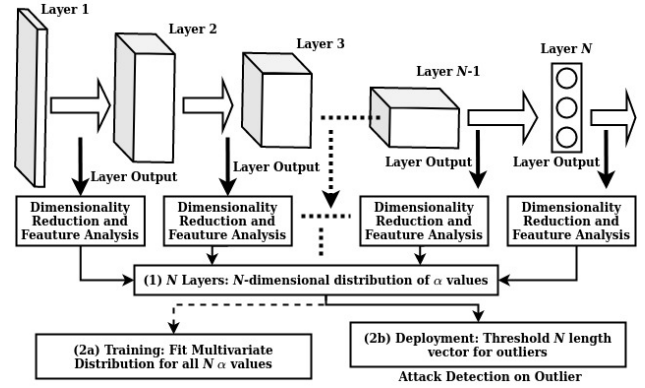 Layer 1
Layer 2
Layer 3
Layer N-1
Layer N
Layer Output
Layer Output
Layer Output
Layer Output
Dimensionality
Reduction and
Feauture Analysis
Dimensionality
Reduction and
Feauture Analysis
Dimensionality
Reduction and
Feauture Analysis
Dimensionality
Reduction and
Feauture Analysis
(1) N Layers: N-dimensional distribution of α values
(2a) Training: Fit Multivariate
Distribution for all N α values
(2b) Deployment: Threshold N length
vector for outliers
Attack Detection on Outlier